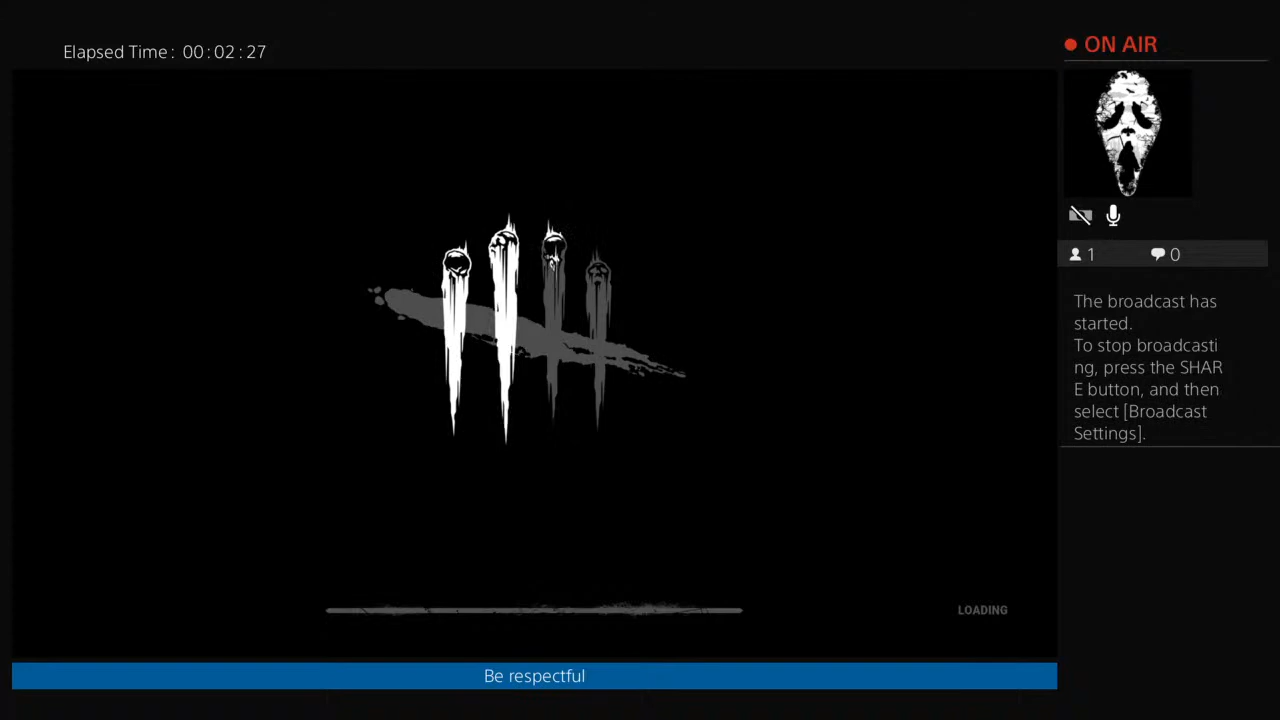 Elapsed Time: 00:02:27
ON AIR
1 0
The broadcast has
started.
To stop broadcasti
ng, press the SHAR
E button, and then
select [Broadcast
Settings].
LOADING
Be respectful